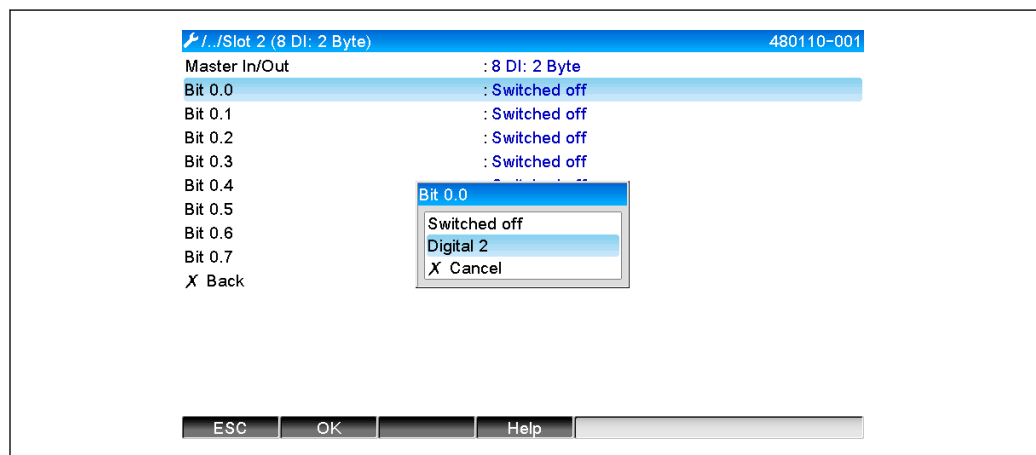 /../Slot 2 (8 DI: 2 Byte) 480110-001
Master In/Out : 8 DI: 2 Byte
Bit 0.0 : Switched off
Bit 0.1 : Switched off
Bit 0.2 : Switched off
Bit 0.3 : Switched off
Bit 0.4
Bit 0.5
Bit 0.6
Bit 0.7
X Back
Bit 0.0
Switched off
Digital 2
X Cancel
ESC OK Help